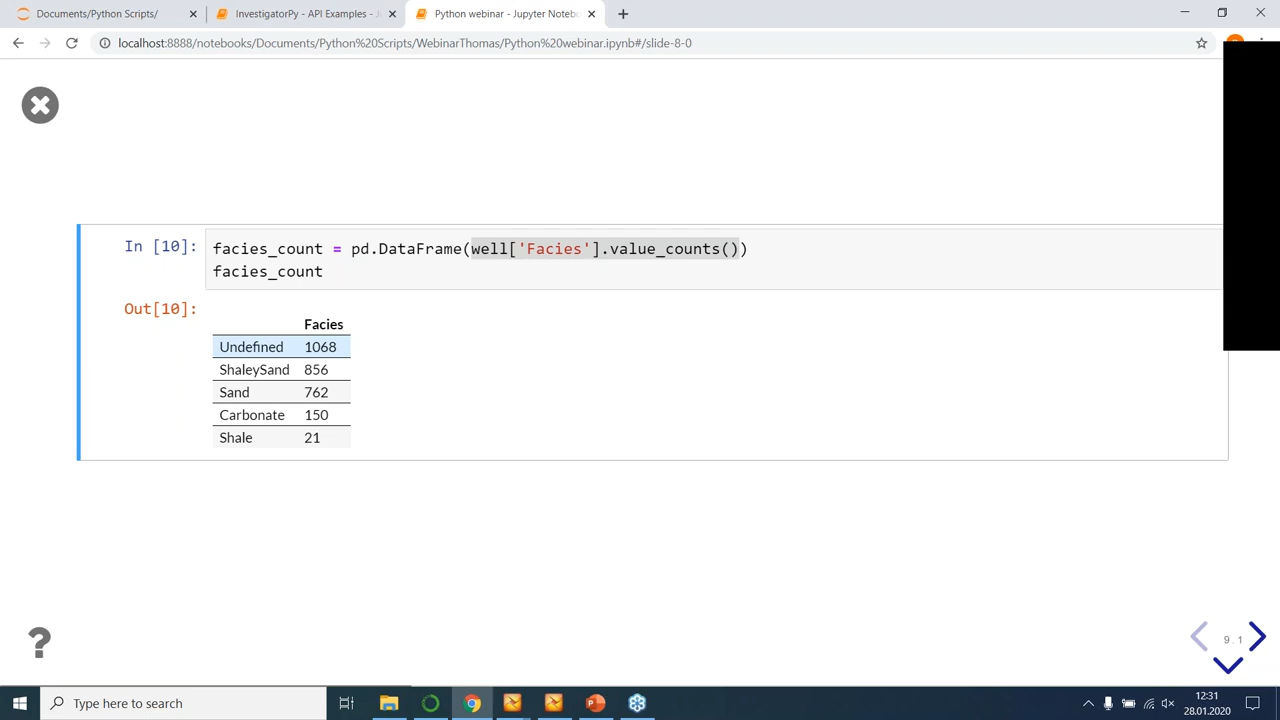 Documents/Python Scripts/
InvestigatorPy - API Examples - J
Python webinar - Jupyter Notebo
localhost:8888/notebooks/Documents/Python%20Scripts/WebinarThomas/Python%20webinar.ipynb#/slide-8-0
In [10]:
facies_count = pd.DataFrame(well['Facies'].value_counts())
facies_count
Out[10]:
Facies
Undefined 1068
ShaleySand 856
Sand 762
Carbonate 150
Shale 21
?
9.1
Type here to search
12:31
28.01.2020